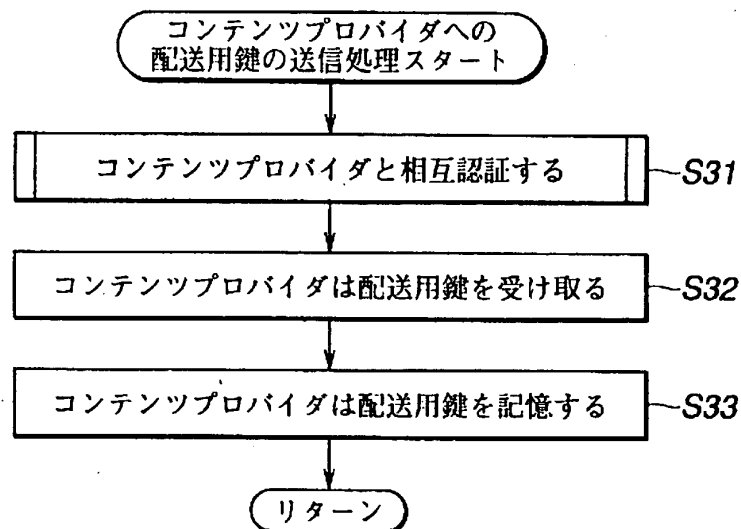 コンテンツプロバイダへの
配送用鍵の送信処理スタート
コンテンツプロバイダと相互認証する
S31
コンテンツプロバイダは配送用鍵を受け取る
S32
コンテンツプロバイダは配送用鍵を記憶する
S33
リターン